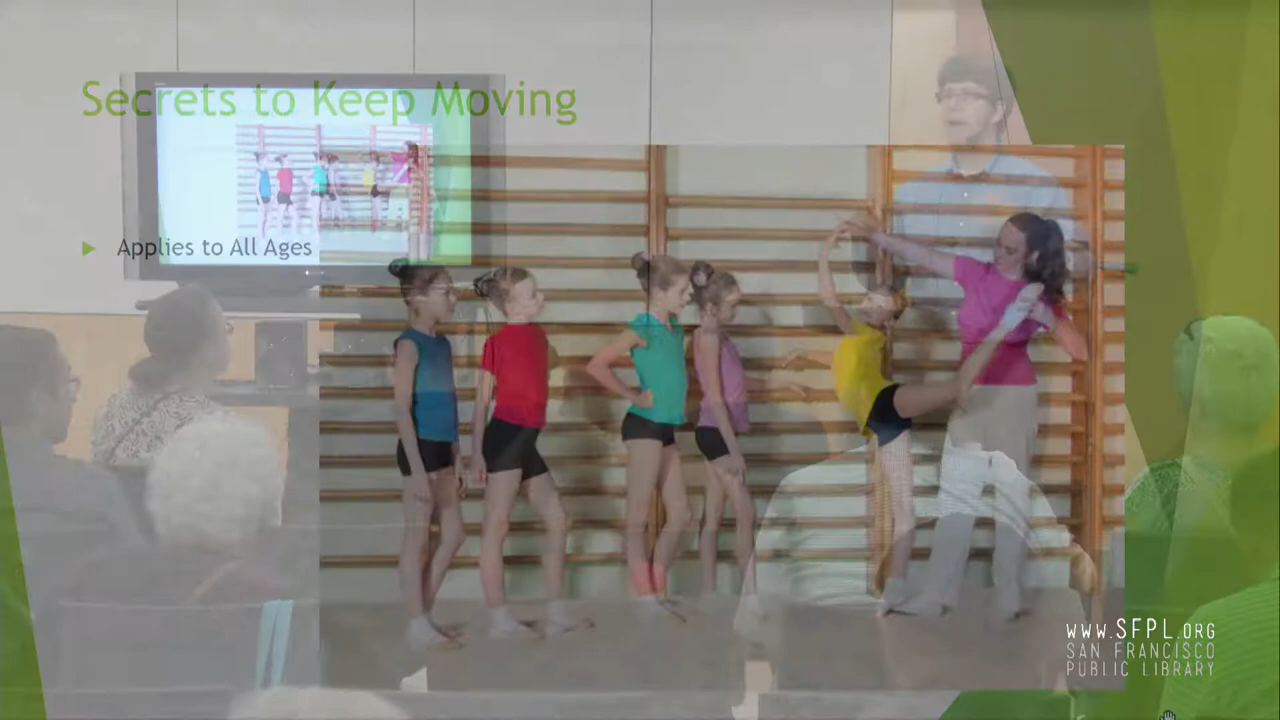 Secrets to Keep Moving
Applies to All Ages
WWW.SFPL.ORG
SAN FRANCISCO
PUBLIC LIBRARY